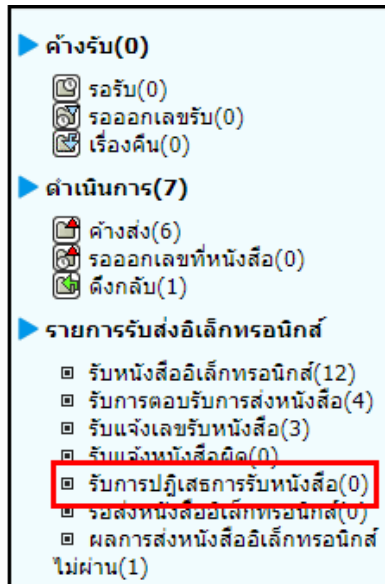 ค้างรับ(0)
รอรับ(0)
รอออกเลขรับ(0)
เรื่องคืน(0)
ดำเนินการ(7)
ค้างส่ง(6)
รอออกเลขที่หนังสือ(0)
ดึงกลับ(1)
รายการรับส่งอิเล็กทรอนิกส์
รับหนังสืออิเล็กทรอนิกส์(12)
รับการตอบรับการส่งหนังสือ(4)
รับแจ้งเลขรับหนังสือ(3)
รับแจ้งหนังสือผิด(0)
รับการปฏิเสธการรับหนังสือ(0)
รอส่งหนังสืออิเล็กทรอนิกส์(0)
ผลการส่งหนังสืออิเล็กทรอนิกส์
ไม่ผ่าน(1)